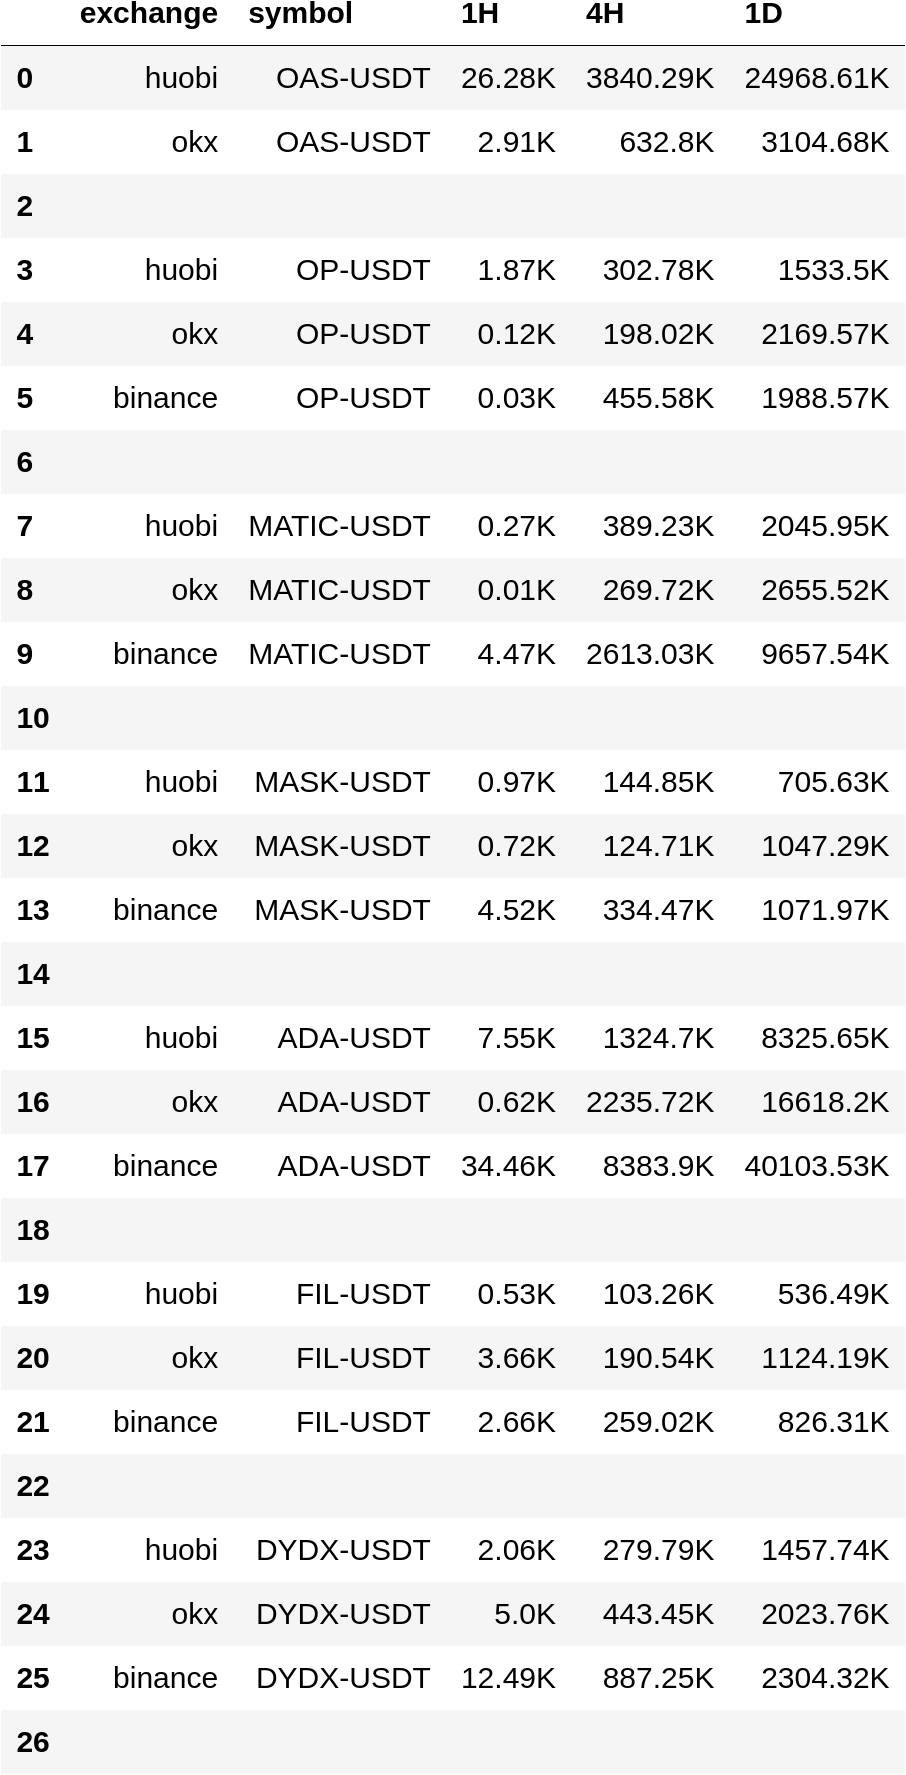 exchange symbol 1H 4H 1D
0 huobi OAS-USDT 26.28K 3840.29K 24968.61K
1 okx OAS-USDT 2.91K 632.8K 3104.68K
2
3 huobi OP-USDT 1.87K 302.78K 1533.5K
4 okx OP-USDT 0.12K 198.02K 2169.57K
5 binance OP-USDT 0.03K 455.58K 1988.57K
6
7 huobi MATIC-USDT 0.27K 389.23K 2045.95K
8 okx MATIC-USDT 0.01K 269.72K 2655.52K
9 binance MATIC-USDT 4.47K 2613.03K 9657.54K
10
11 huobi MASK-USDT 0.97K 144.85K 705.63K
12 okx MASK-USDT 0.72K 124.71K 1047.29K
13 binance MASK-USDT 4.52K 334.47K 1071.97K
14
15 huobi ADA-USDT 7.55K 1324.7K 8325.65K
16 okx ADA-USDT 0.62K 2235.72K 16618.2K
17 binance ADA-USDT 34.46K 8383.9K 40103.53K
18
19 huobi FIL-USDT 0.53K 103.26K 536.49K
20 okx FIL-USDT 3.66K 190.54K 1124.19K
21 binance FIL-USDT 2.66K 259.02K 826.31K
22
23 huobi DYDX-USDT 2.06K 279.79K 1457.74K
24 okx DYDX-USDT 5.0K 443.45K 2023.76K
25 binance DYDX-USDT 12.49K 887.25K 2304.32K
26